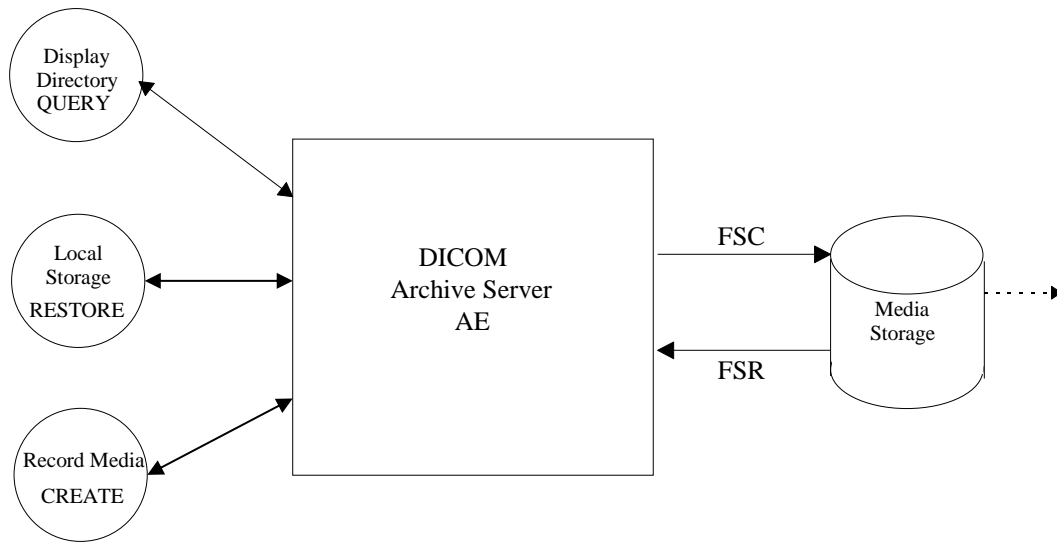 Display
Directory
QUERY
Local
Storage
RESTORE
Record Media
CREATE
DICOM
Archive Server
AE
FSC
FSR
Media
Storage